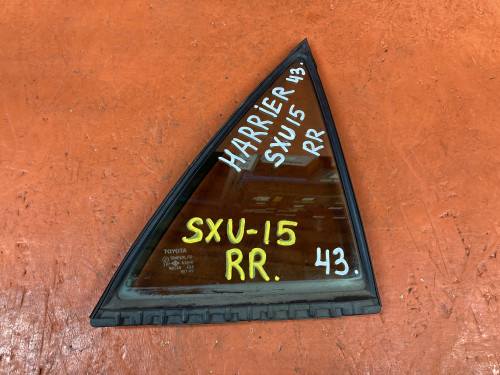 HARRIER 43.
SXU15
RR
SXU-15
RR. 43.
TOYOTA